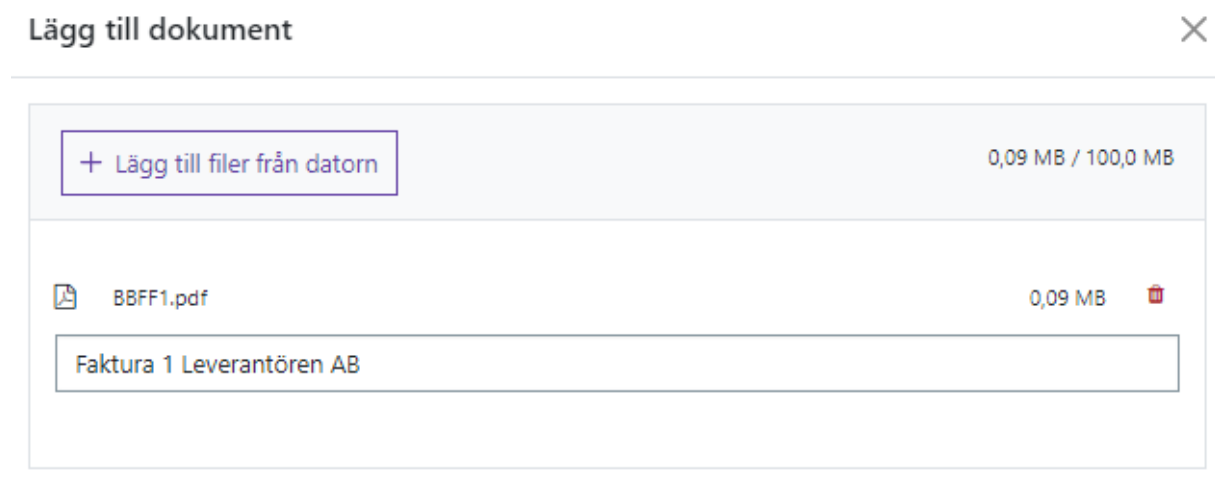 Lägg till dokument
+ Lägg till filer från datorn
0,09 MB / 100,0 MB
BBFF1.pdf
0,09 MB
Faktura 1 Leverantören AB